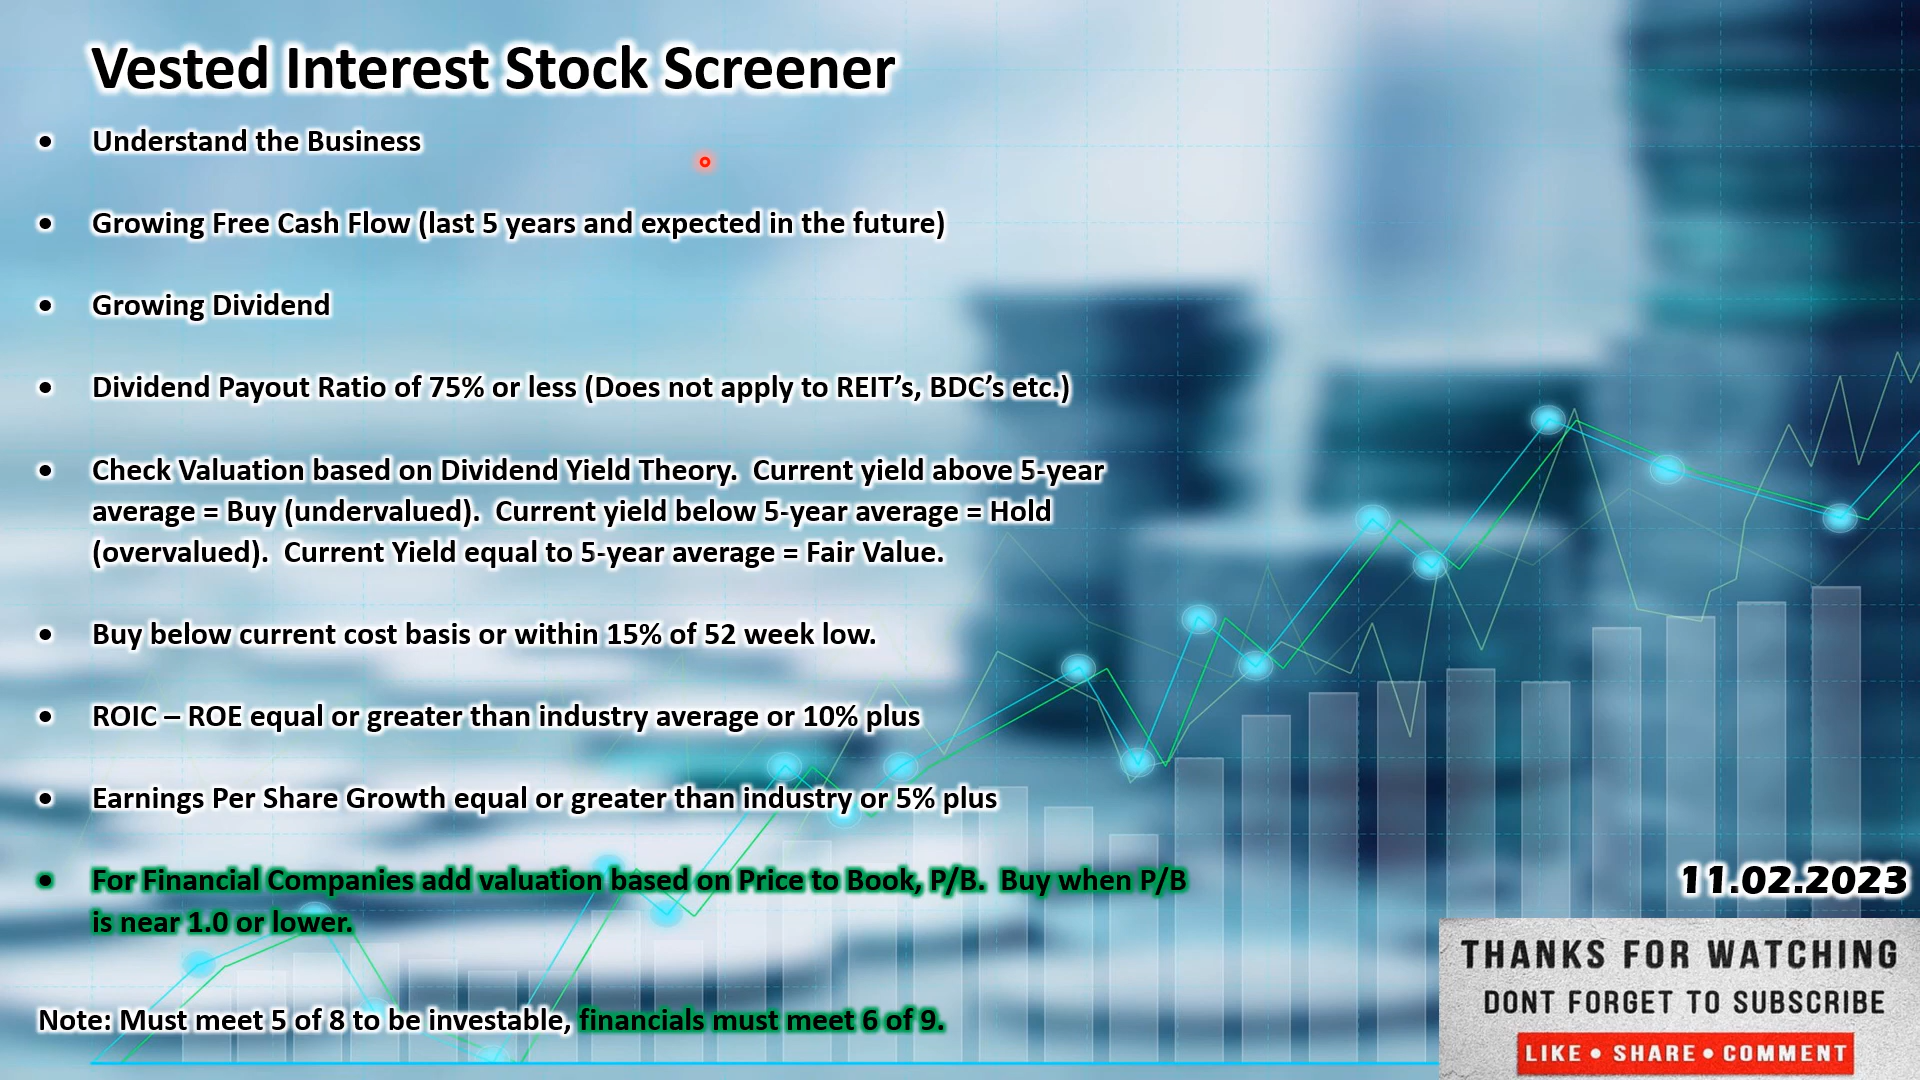 Vested Interest Stock Screener
• Understand the Business
• Growing Free Cash Flow (last 5 years and expected in the future)
• Growing Dividend
• Dividend Payout Ratio of 75% or less (Does not apply to REIT’s, BDC’s etc.)
• Check Valuation based on Dividend Yield Theory.  Current yield above 5-year
average = Buy (undervalued).  Current yield below 5-year average = Hold
(overvalued).  Current Yield equal to 5-year average = Fair Value.
• Buy below current cost basis or within 15% of 52 week low.
• ROIC – ROE equal or greater than industry average or 10% plus
• Earnings Per Share Growth equal or greater than industry or 5% plus
• For Financial Companies add valuation based on Price to Book, P/B.  Buy when P/B
is near 1.0 or lower.
Note: Must meet 5 of 8 to be investable, financials must meet 6 of 9.
11.02.2023
THANKS FOR WATCHING
DONT FORGET TO SUBSCRIBE
LIKE • SHARE • COMMENT